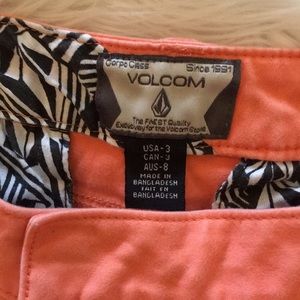 Corpo Class Since 1991
VOLCOM
The FINEST Quality
Exclusively for the Volcom Stone
USA - 3
CAN - 3
AUS - 8
MADE IN
BANGLADESH
FAIT EN
BANGLADESH